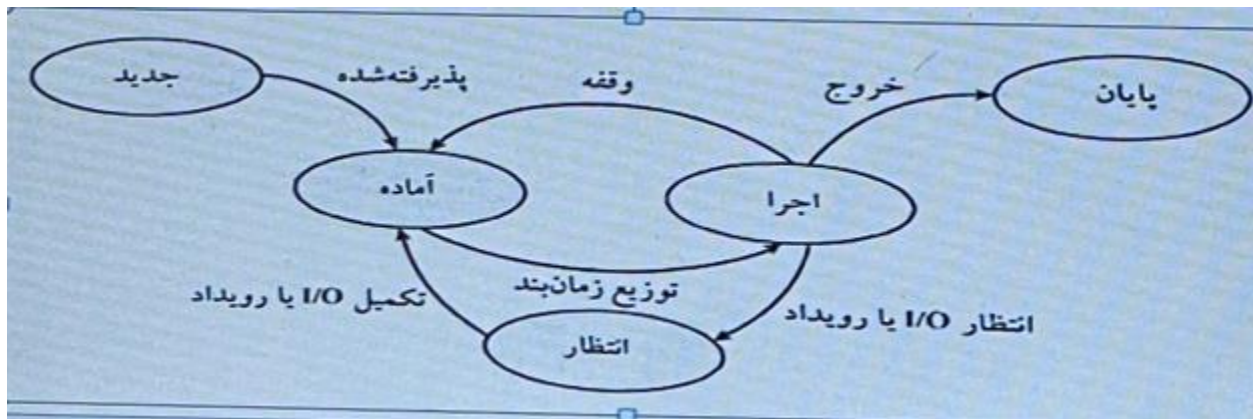 جدید
پذیرفته‌شده
وقفه
خروج
پایان
آماده
اجرا
توزیع زمان‌بند
تکمیل I/O یا رویداد
انتظار I/O یا رویداد
انتظار